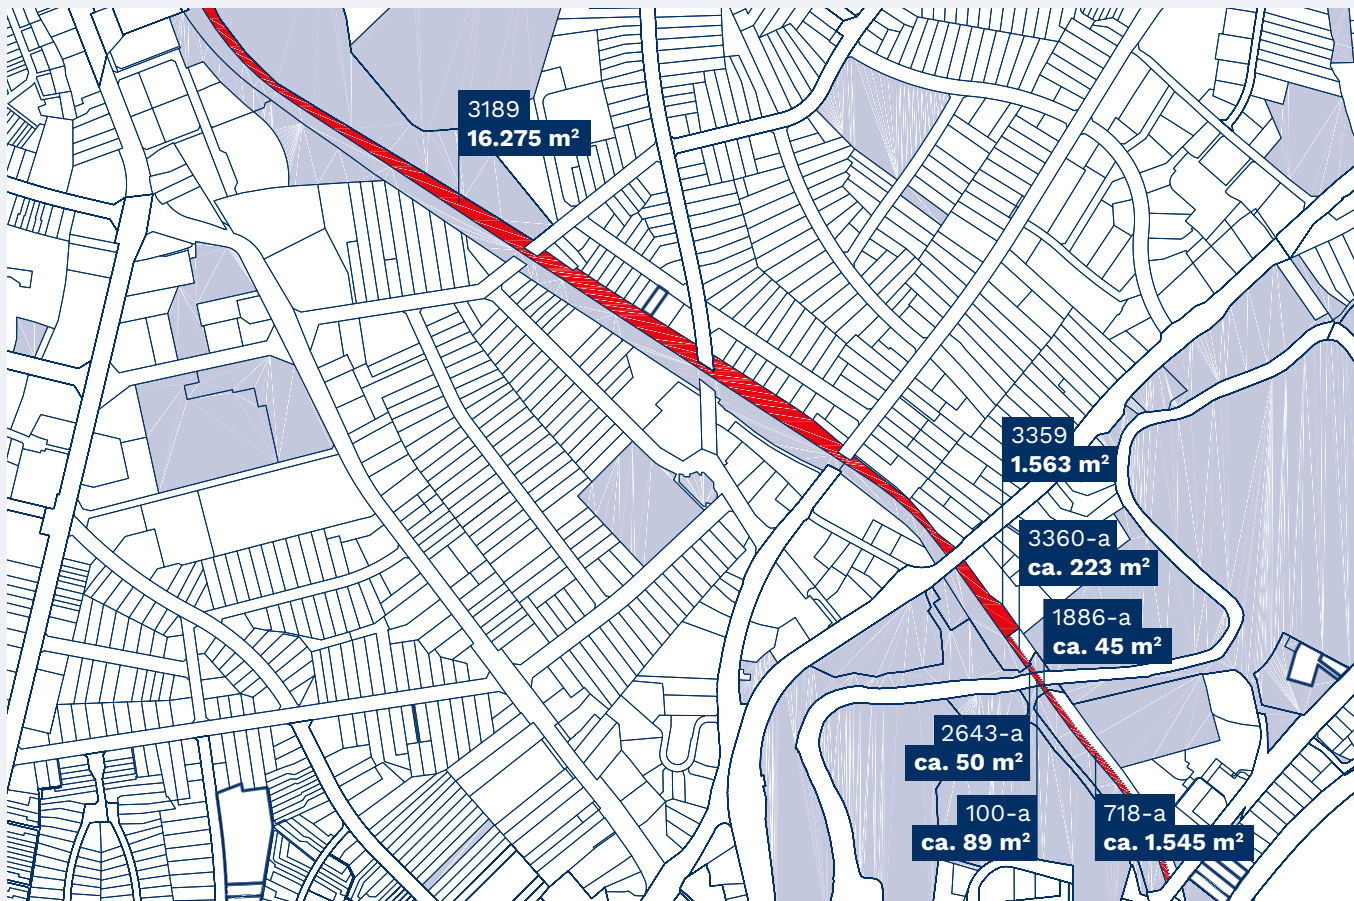 3189
16.275 m²
3359
1.563 m²
3360-a
ca. 223 m²
1886-a
ca. 45 m²
2643-a
ca. 50 m²
100-a
ca. 89 m²
718-a
ca. 1.545 m²